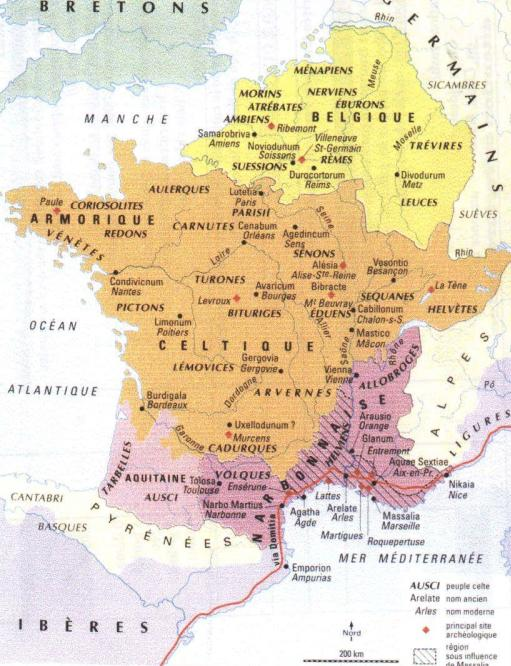 BRETONS
GERMAINS
Rhin
MÉNAPIENS
Meuse
SICAMBRES
MORINS
NERVIENS
ATRÉBATES
ÉBURONS
MANCHE
AMBIENS
BELGIQUE
Ribemont
Samarobriva
Amiens
Villeneuve
St-Germain
Moselle
TRÉVIRES
Noviodunum
Soissons
RÈMES
SUESSIONS
Durocortorum
Reims
Divodurum
Metz
AULERQUES
Lutetia
Paris
PARISII
LEUCES
SUÈVES
Paule
CORIOSOLITES
ARMORIQUE
REDONS
VÉNÈTES
CARNUTES
Cenabum
Orléans
Agedincum
Sens
Seine
SÉNONS
Loire
Alésia
Alise-Ste-Reine
Vesontio
Besançon
Rhin
Condivicnum
Nantes
TURONES
Avaricum
Bourges
Bibracte
Mt Beuvray
La Tène
Levroux
SEQUANES
PICTONS
BITURIGES
ÉDUENS
Cabillonum
Chalon-s-S.
HELVÈTES
OCÉAN
Limonum
Poitiers
Allier
Mastico
Mâcon
CELTIQUE
Saône
Rhône
Gergovia
Gergovie
LÉMOVICES
Vienna
Vienne
ALLOBROGES
ALPES
Pô
ATLANTIQUE
Dordogne
ARVERNES
Burdigala
Bordeaux
NARBONNAISE
Arausio
Orange
Uxellodunum ?
Murcens
Glanum
LIGURES
Garonne
CADURQUES
HELVIENS
Entremont
TARBELLES
AQUITAINE
AUSCI
Tolosa
Toulouse
VOLQUES
Ensérune
Aquae Sextiae
Aix-en-Pr.
Nikaia
Nice
CANTABRI
BASQUES
Narbo Martius
Narbonne
Lattes
Agatha
Agde
Arelate
Arles
Massalia
Marseille
PYRÉNÉES
Martigues
Roquepertuse
via Domitia
MER MÉDITERRANÉE
Emporion
Ampurias
IBÈRES
AUSCI peuple celte
Arelate nom ancien
Arles nom moderne
principal site
archéologique
région
sous influence
de Massalia
Nord
200 km